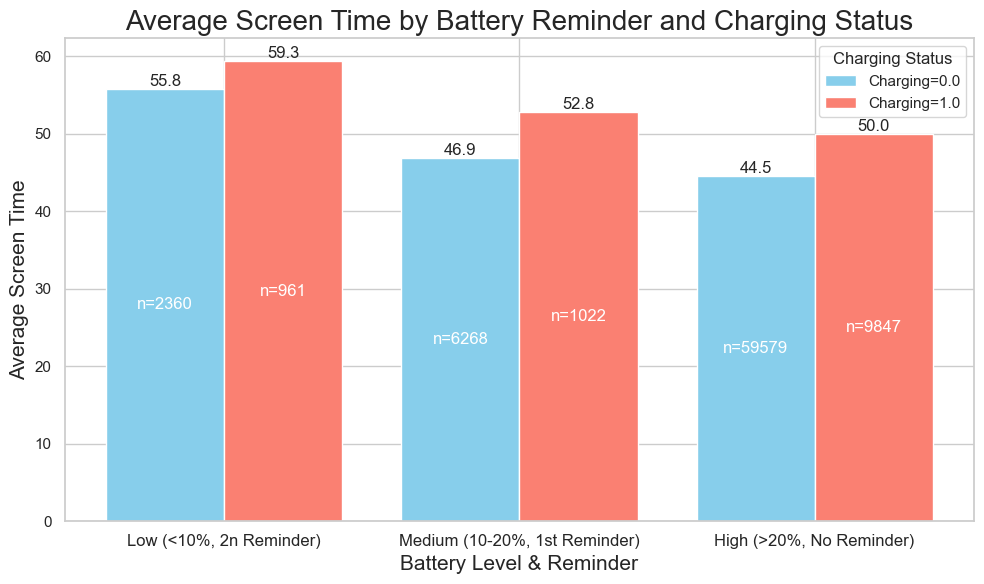 Average Screen Time by Battery Reminder and Charging Status
Average Screen Time
60
50
40
30
20
10
0
Charging Status
Charging=0.0
Charging=1.0
55.8
59.3
46.9
52.8
44.5
50.0
n=2360
n=961
n=6268
n=1022
n=59579
n=9847
Low (<10%, 2n Reminder)
Medium (10-20%, 1st Reminder)
High (>20%, No Reminder)
Battery Level & Reminder